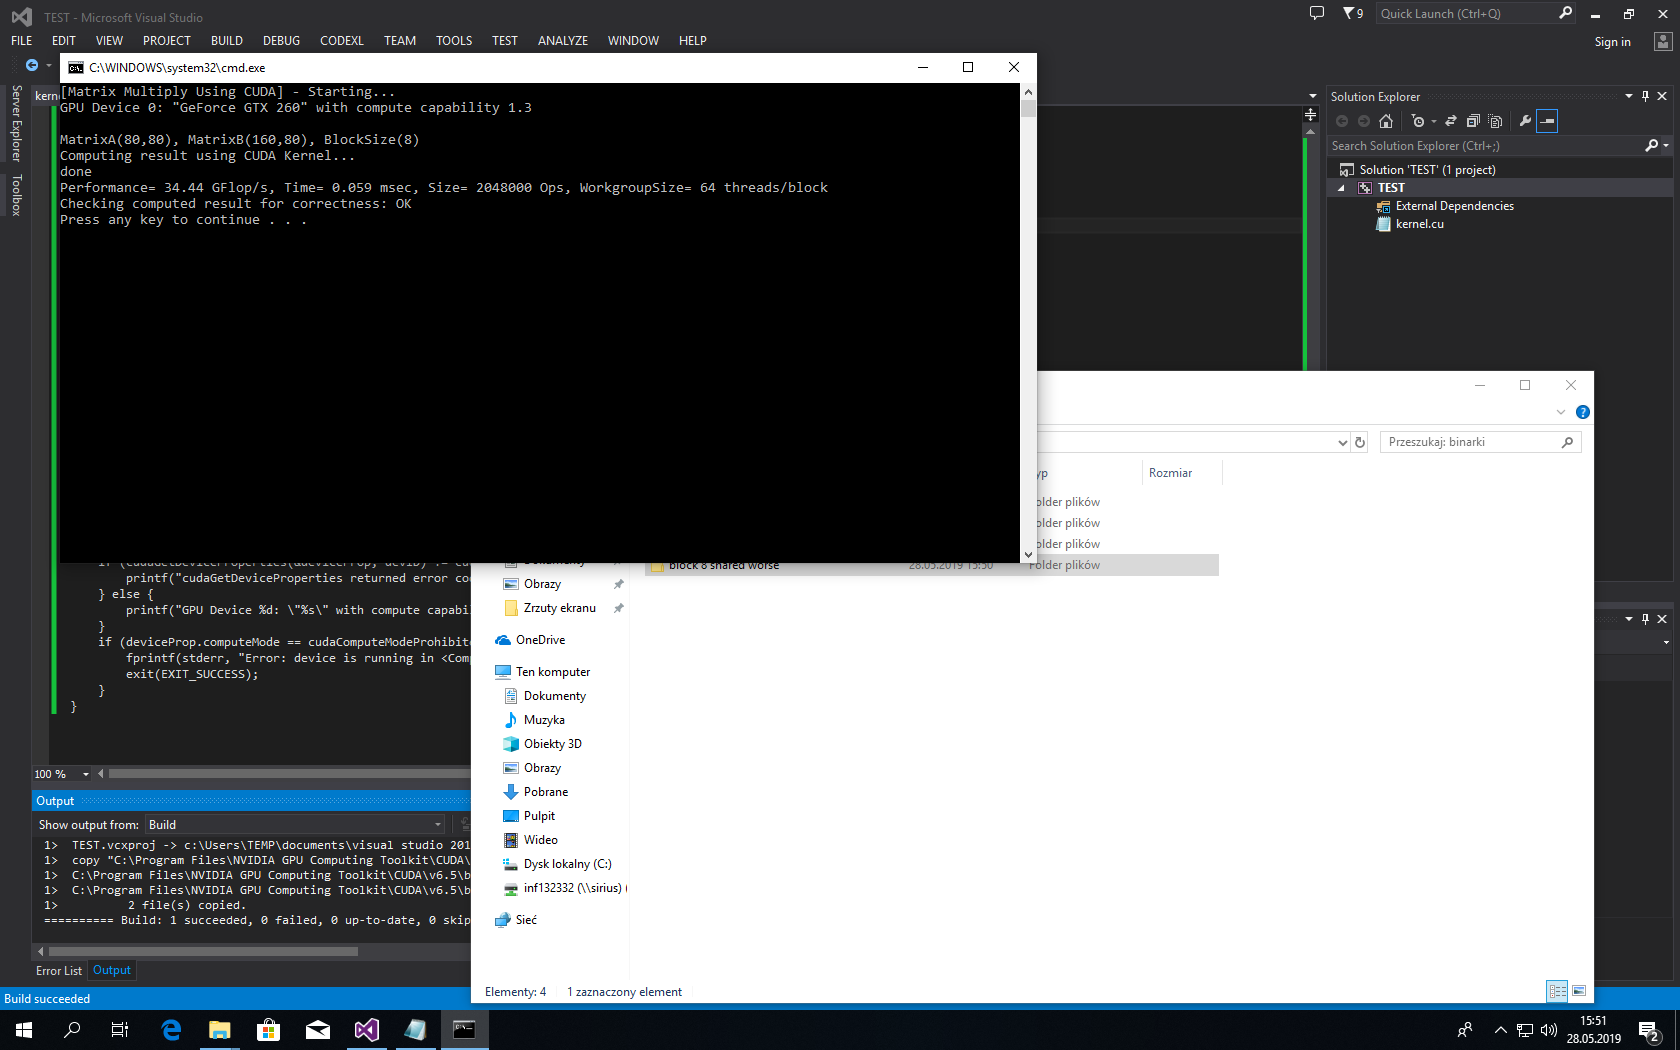 TEST - Microsoft Visual Studio
9
Quick Launch (Ctrl+Q)
FILE EDIT VIEW PROJECT BUILD DEBUG CODEXL TEAM TOOLS TEST ANALYZE WINDOW HELP
Sign in
C:\WINDOWS\system32\cmd.exe
Server Explorer
Toolbox
[Matrix Multiply Using CUDA] - Starting...
GPU Device 0: "GeForce GTX 260" with compute capability 1.3
MatrixA(80,80), MatrixB(160,80), BlockSize(8)
Computing result using CUDA Kernel...
done
Performance= 34.44 GFlop/s, Time= 0.059 msec, Size= 2048000 Ops, WorkgroupSize= 64 threads/block
Checking computed result for correctness: OK
Press any key to continue . . .
Solution Explorer
Search Solution Explorer (Ctrl+;)
Solution 'TEST' (1 project)
TEST
External Dependencies
kernel.cu
Przeszukaj: binarki
Rozmiar
older plików
older plików
older plików
block 8 shared worse 28.05.2019 15:50 Folder plików
printf("cudaGetDeviceProperties returned error
} else {
printf("GPU Device %d: \"%s\" with compute
}
if (deviceProp.computeMode ==
fprintf(stderr, "Error: device is running in
exit(EXIT_SUCCESS);
}
}
100 %
Dokumenty
Obrazy
Zrzuty ekranu
OneDrive
Ten komputer
Dokumenty
Muzyka
Obiekty 3D
Obrazy
Pobrane
Pulpit
Wideo
Dysk lokalny (C:)
inf132332 (\\sirius) (
Sieć
Elementy: 4 1 zaznaczony element
Output
Show output from: Build
1> TEST.vcxproj -> c:\Users\TEMP\documents\visual studio 201
1> copy "C:\Program Files\NVIDIA GPU Computing Toolkit\CUDA\
1> C:\Program Files\NVIDIA GPU Computing Toolkit\CUDA\v6.5\b
1> C:\Program Files\NVIDIA GPU Computing Toolkit\CUDA\v6.5\b
1> 2 file(s) copied.
========== Build: 1 succeeded, 0 failed, 0 up-to-date, 0 skip
Error List Output
Build succeeded
15:51
28.05.2019
2